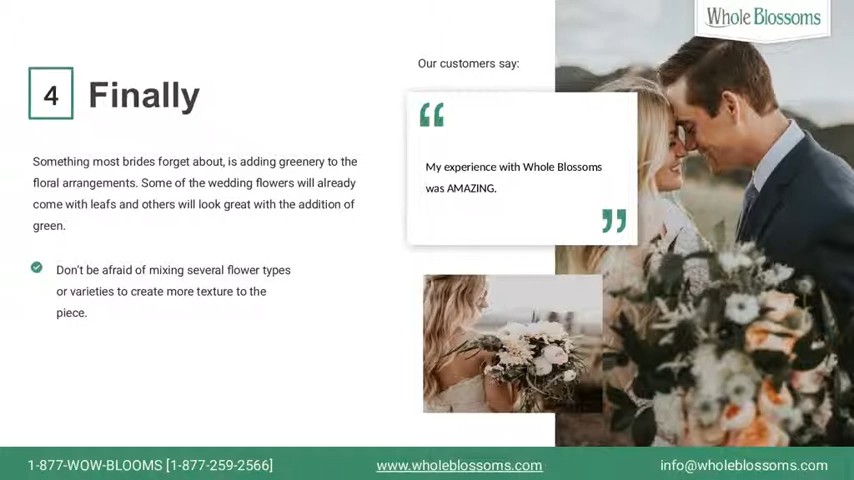 Whole Blossoms
4 Finally
Something most brides forget about, is adding greenery to the
floral arrangements. Some of the wedding flowers will already
come with leafs and others will look great with the addition of
green.
Don't be afraid of mixing several flower types
or varieties to create more texture to the
piece.
Our customers say:
“
My experience with Whole Blossoms
was AMAZING.
”
1-877-WOW-BLOOMS [1-877-259-2566]
www.wholeblossoms.com
info@wholeblossoms.com